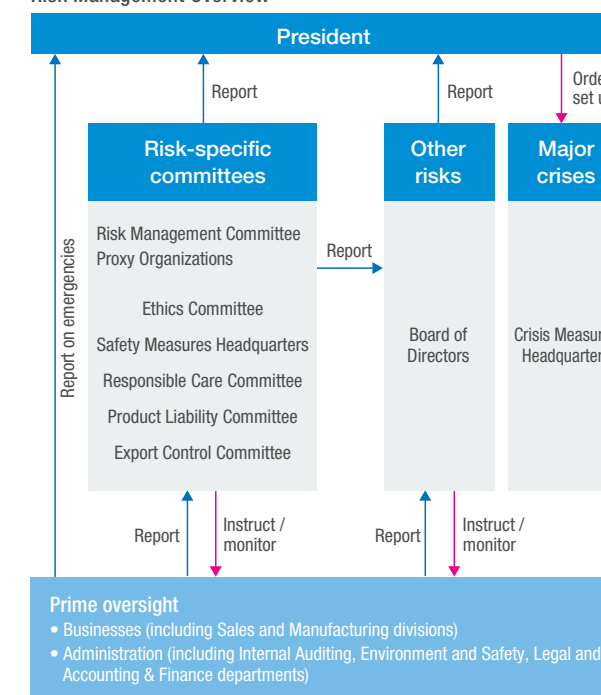 President
Report
Report
set
Risk-specific
committees
Other
risks
Major
crises
Report on emergencies
Risk Management Committee
Proxy Organizations
Report
Ethics Committee
Safety Measures Headquarters
Responsible Care Committee
Product Liability Committee
Export Control Committee
Board of
Directors
Crisis
Report
Instruct /
monitor
Report
Instruct /
monitor
Prime oversight
• Businesses (including Sales and Manufacturing divisions)
• Administration (including Internal Auditing, Environment and Safety, Legal and
Accounting & Finance departments)